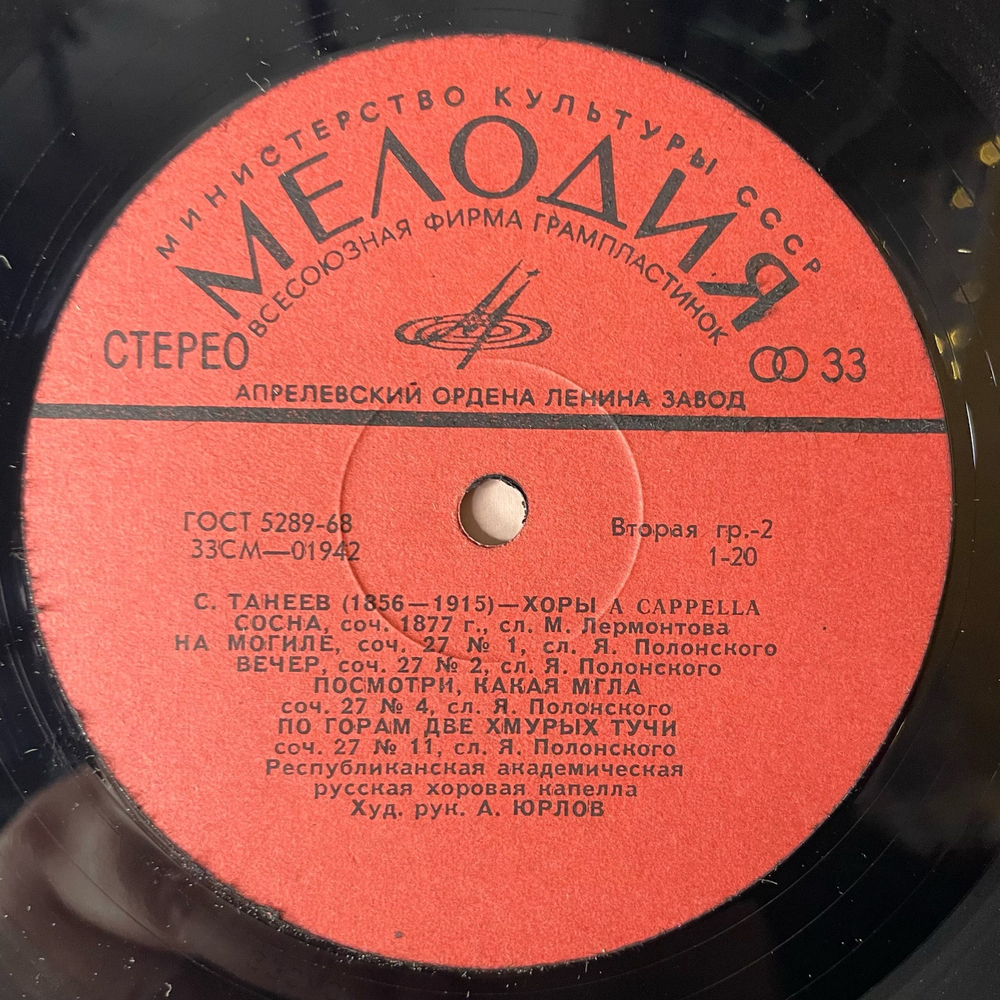 МИНИСТЕРСТВО КУЛЬТУРЫ СССР
МЕЛОДИЯ
ВСЕСОЮЗНАЯ ФИРМА ГРАМПЛАСТИНОК
СТЕРЕО
33
АПРЕЛЕВСКИЙ ОРДЕНА ЛЕНИНА ЗАВОД
ГОСТ 5289-68
33СМ—01942
Вторая гр.-2
1-20
С. ТАНЕЕВ (1856—1915)—ХОРЫ A CAPPELLA
СОСНА, соч. 1877 г., сл. М. Лермонтова
НА МОГИЛЕ, соч. 27 № 1, сл. Я. Полонского
ВЕЧЕР, соч. 27 № 2, сл. Я. Полонского
ПОСМОТРИ, КАКАЯ МГЛА
соч. 27 № 4, сл. Я. Полонского
ПО ГОРАМ ДВЕ ХМУРЫХ ТУЧИ
соч. 27 № 11, сл. Я. Полонского
Республиканская академическая
русская хоровая капелла
Худ. рук. А. ЮРЛОВ